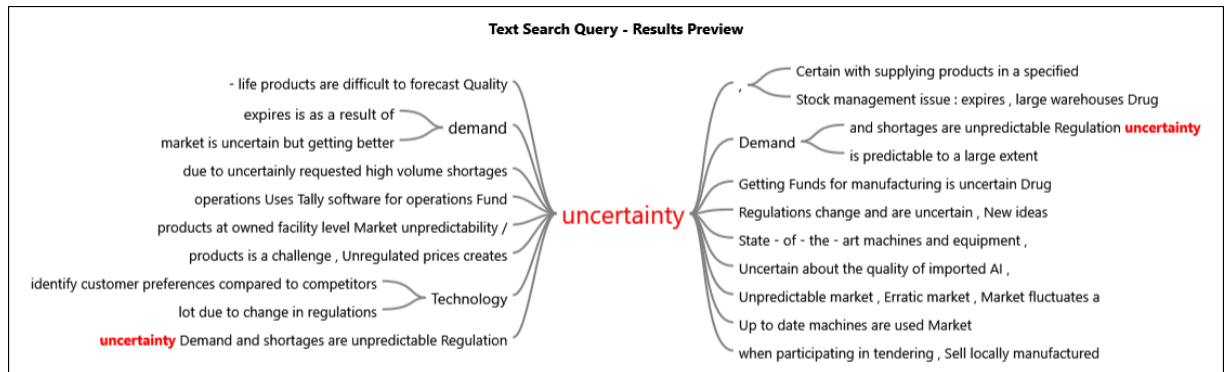 Text Search Query - Results Preview
- life products are difficult to forecast Quality
expires is as a result of
market is uncertain but getting better
demand
due to uncertainly requested high volume shortages
operations Uses Tally software for operations Fund
products at owned facility level Market unpredictability /
products is a challenge , Unregulated prices creates
identify customer preferences compared to competitors
lot due to change in regulations
Technology
uncertainty Demand and shortages are unpredictable Regulation
uncertainty
,
Certain with supplying products in a specified
Stock management issue : expires , large warehouses Drug
Demand
and shortages are unpredictable Regulation uncertainty
is predictable to a large extent
Getting Funds for manufacturing is uncertain Drug
Regulations change and are uncertain , New ideas
State - of - the - art machines and equipment ,
Uncertain about the quality of imported AI ,
Unpredictable market , Erratic market , Market fluctuates a
Up to date machines are used Market
when participating in tendering , Sell locally manufactured